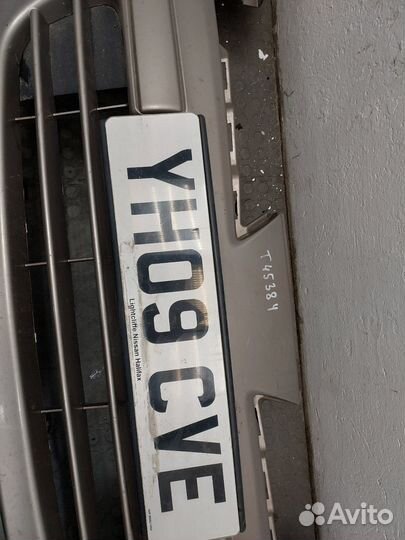 YH09 CVE
Lightcliffe Nissan Halifax
T45384
Avito